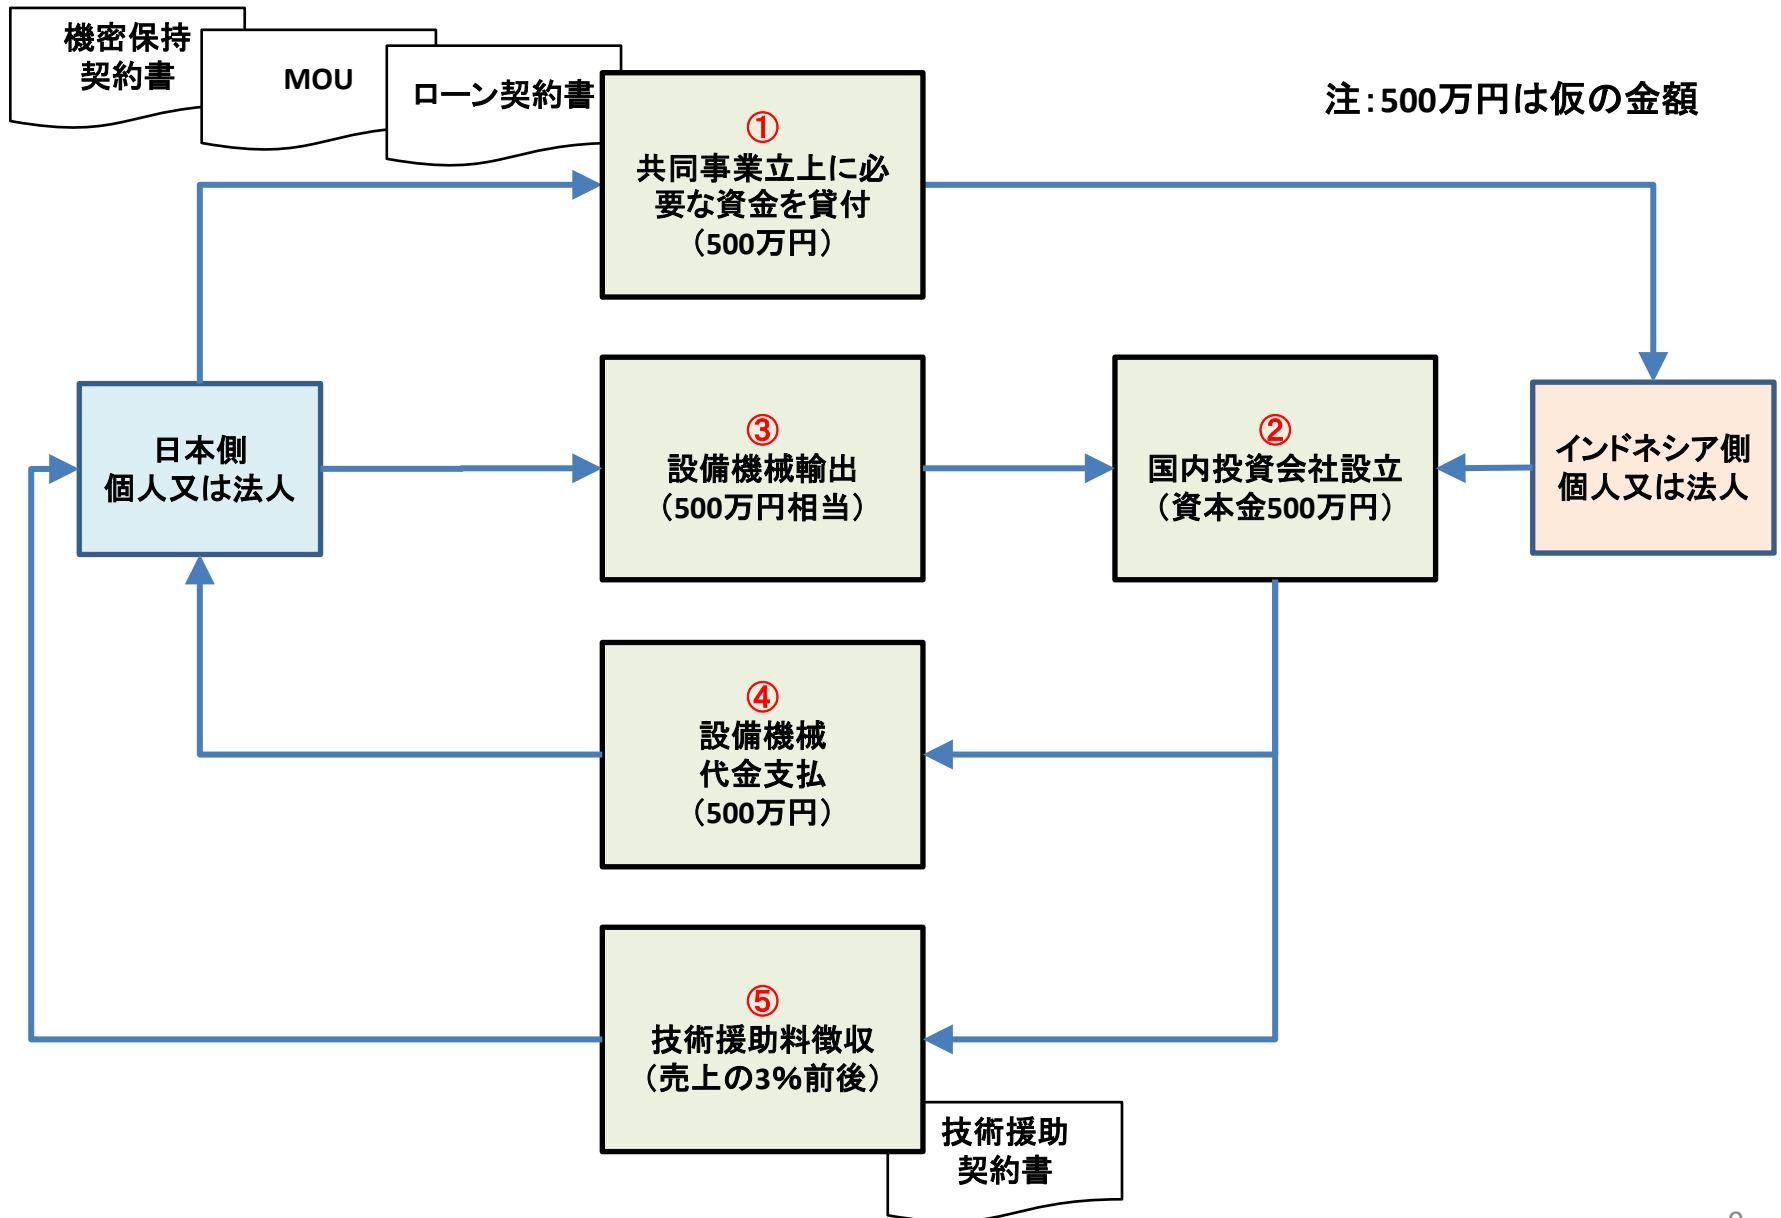 機密保持
契約書
MOU
ローン契約書
注：500万円は仮の金額
①
共同事業立上に必
要な資金を貸付
（500万円）
日本側
個人又は法人
③
設備機械輸出
（500万円相当）
②
国内投資会社設立
（資本金500万円）
インドネシア側
個人又は法人
④
設備機械
代金支払
（500万円）
⑤
技術援助料徴収
（売上の3%前後）
技術援助
契約書